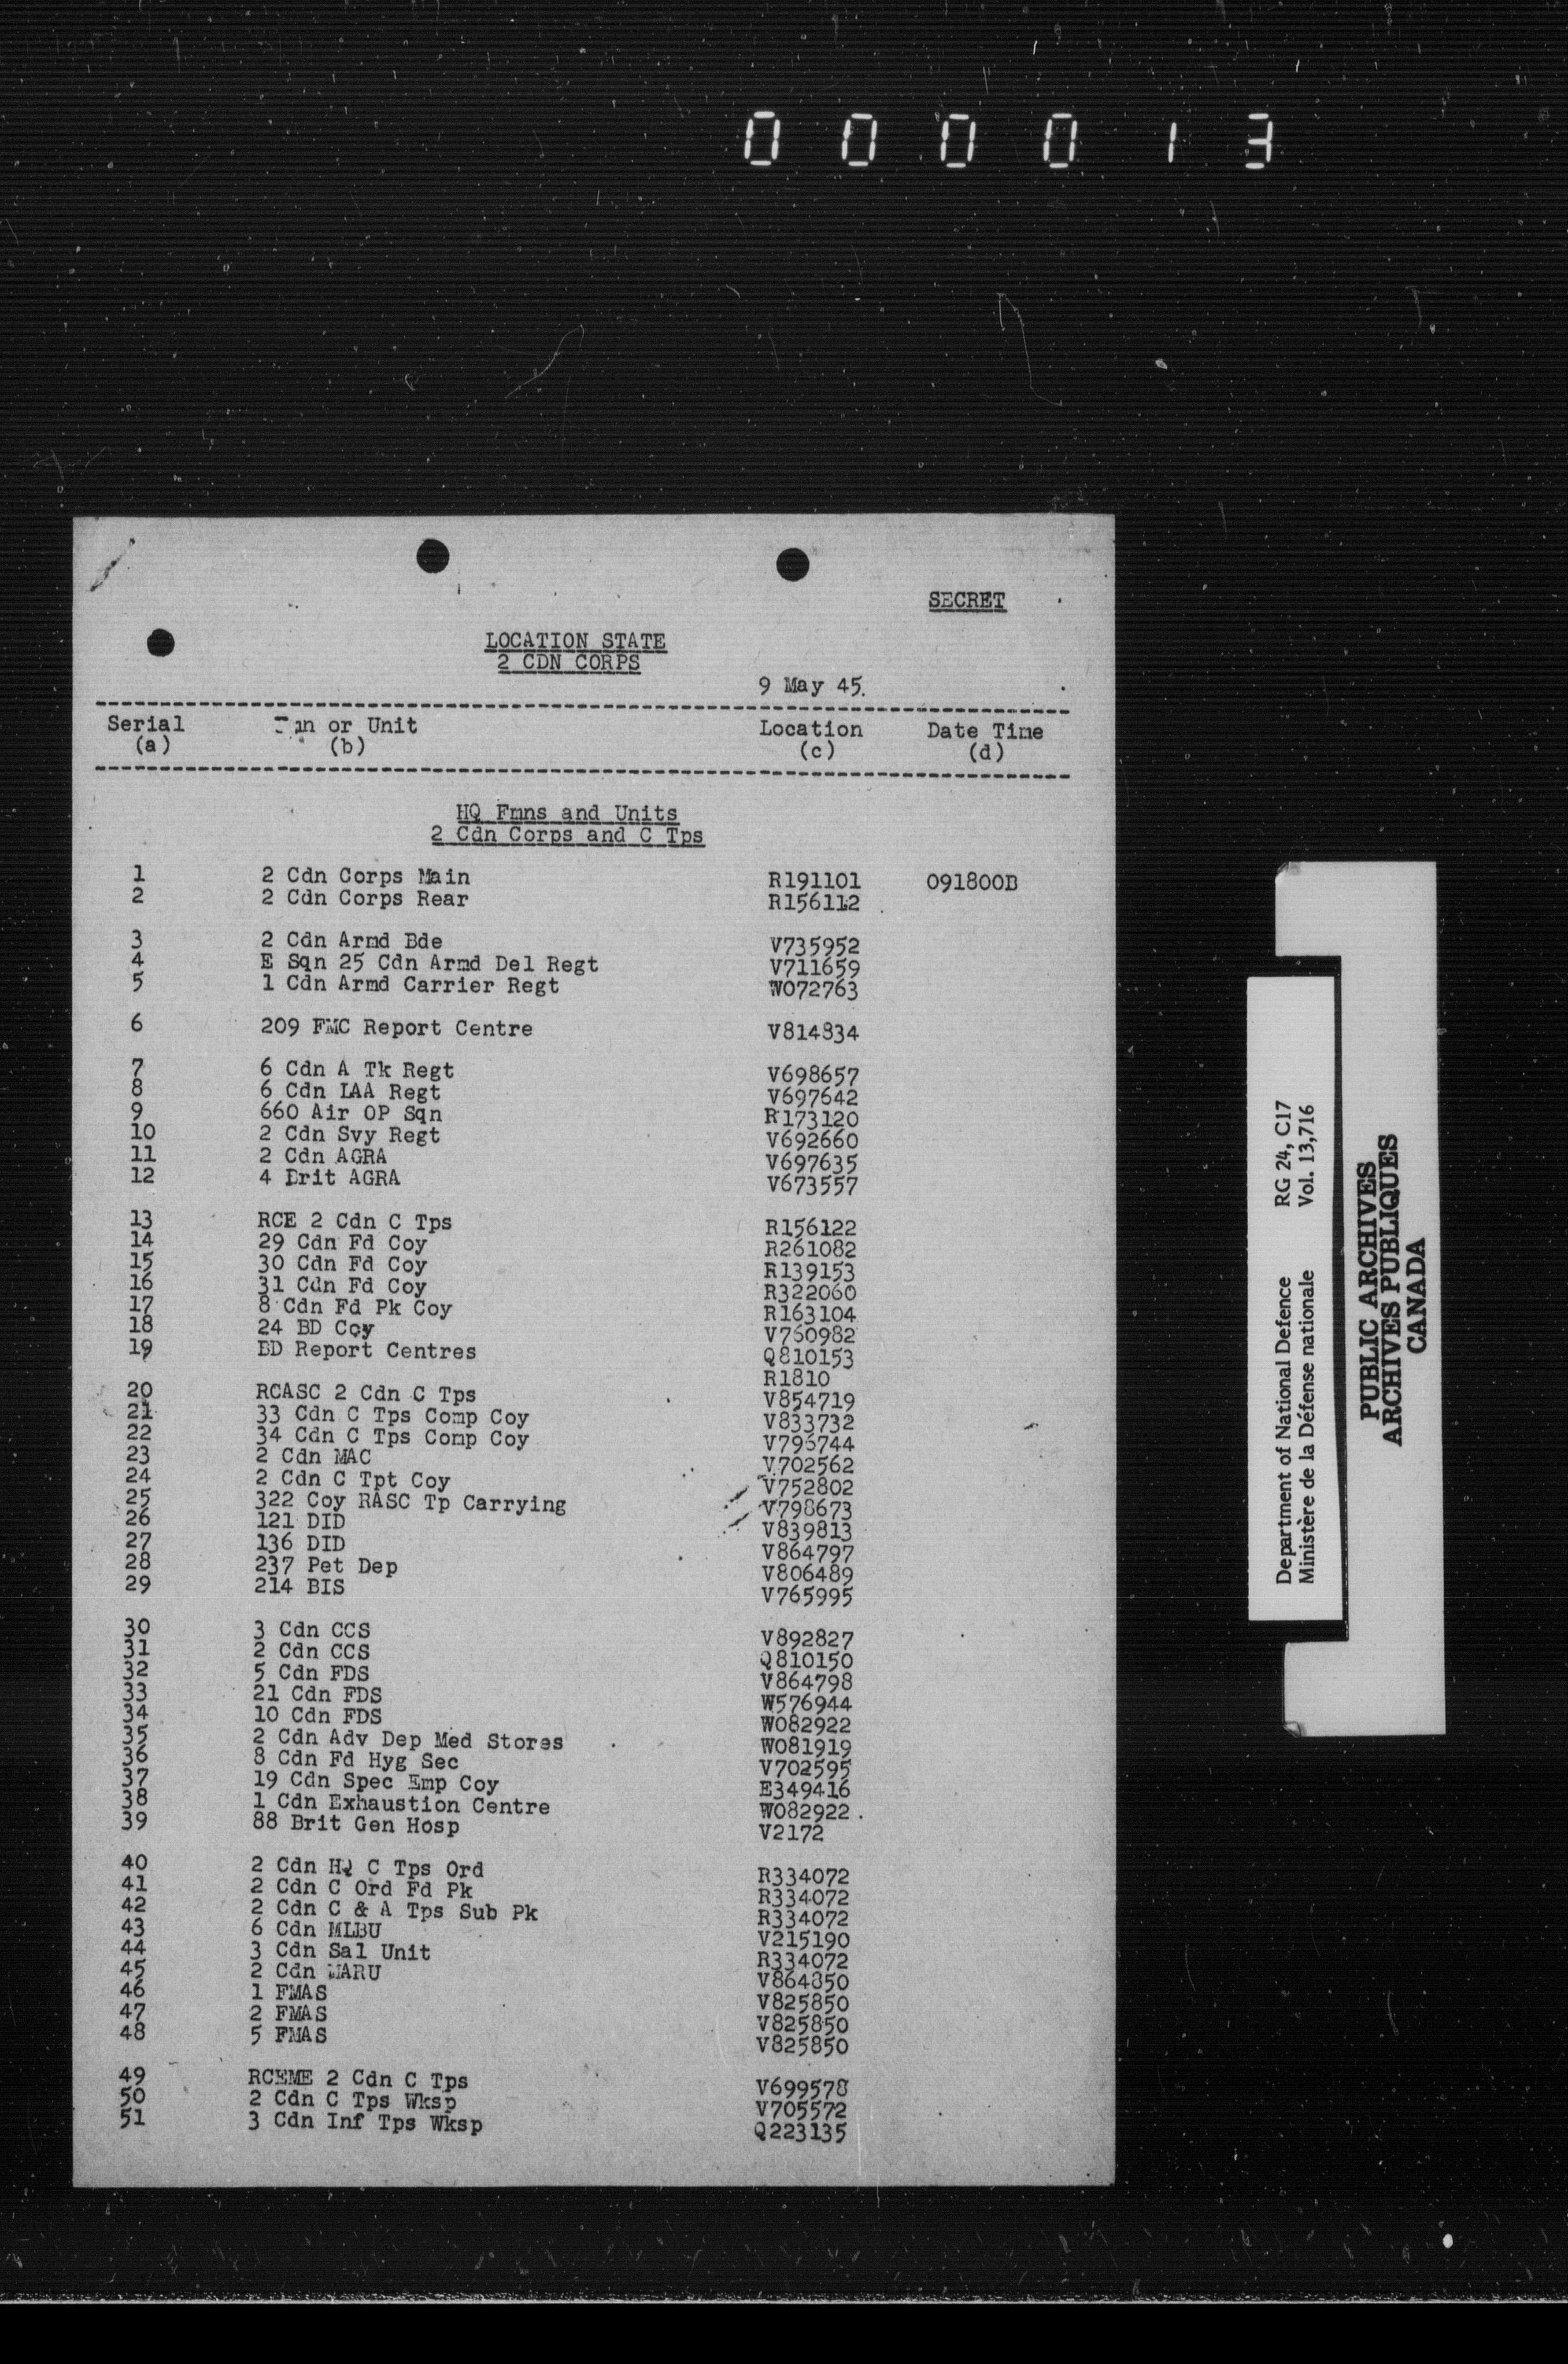 000013
SECRET
LOCATION STATE
2 CDN CORPS
9 May 45.
Serial or Unit Location Date Time
(a) (b) (c) (d)
HQ Fmns and Units
2 Cdn Corps and C Tps
1 2 Cdn Corps Main R191101 091800B
2 2 Cdn Corps Rear R156112
3 2 Cdn Armd Bde V735952
4 E Sqn 25 Cdn Armd Del Regt V711659
5 1 Cdn Armd Carrier Regt W072763
6 209 FMC Report Centre V814834
7 6 Cdn A Tk Regt V698657
8 6 Cdn LAA Regt V697642
9 660 Air OP Sqn R173120
10 2 Cdn Svy Regt V692660
11 2 Cdn AGRA V697635
12 4 Brit AGRA V673557
13 RCE 2 Cdn C Tps R156122
14 29 Cdn Fd Coy R261082
15 30 Cdn Fd Coy R139153
16 31 Cdn Fd Coy R322060
17 8 Cdn Fd Pk Coy R163104
18 24 BD Coy V760982
19 BD Report Centres Q810153
R1810
20 RCASC 2 Cdn C Tps V854719
21 33 Cdn C Tps Comp Coy V833732
22 34 Cdn C Tps Comp Coy V796744
23 2 Cdn MAC V702562
24 2 Cdn C Tpt Coy V752802
25 322 Coy RASC Tp Carrying V798673
26 121 DID V839813
27 136 DID V864797
28 237 Pet Dep V806489
29 214 BIS V765995
30 3 Cdn CCS V892827
31 2 Cdn CCS Q810150
32 5 Cdn FDS V864798
33 21 Cdn FDS W576944
34 10 Cdn FDS W082922
35 2 Cdn Adv Dep Med Stores W081919
36 8 Cdn Fd Hyg Sec V702595
37 19 Cdn Spec Emp Coy E349416
38 1 Cdn Exhaustion Centre W082922.
39 88 Brit Gen Hosp V2172
40 2 Cdn HQ C Tps Ord R334072
41 2 Cdn C Ord Fd Pk R334072
42 2 Cdn C & A Tps Sub Pk R334072
43 6 Cdn MLBU V215190
44 3 Cdn Sal Unit R334072
45 2 Cdn MARU V864850
46 1 FMAS V825850
47 2 FMAS V825850
48 5 FMAS V825850
49 RCEME 2 Cdn C Tps V699578
50 2 Cdn C Tps Wksp V705572
51 3 Cdn Inf Tps Wksp Q223135
Department of National Defence RG 24, C17
Ministère de la Défense nationale Vol. 13,716
PUBLIC ARCHIVES
ARCHIVES PUBLIQUES
CANADA